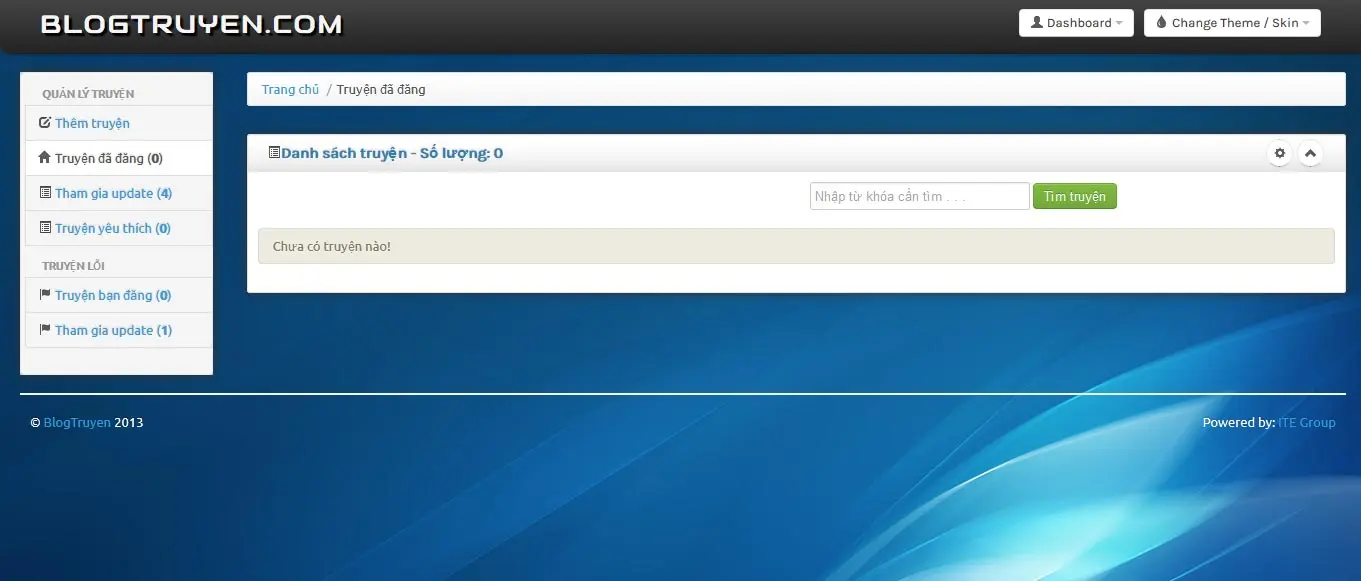 BLOGTRUYEN.COM
Dashboard
Change Theme / Skin
QUẢN LÝ TRUYỆN
Thêm truyện
Truyện đã đăng (0)
Tham gia update (4)
Truyện yêu thích (0)
TRUYỆN LỖI
Truyện bạn đăng (0)
Tham gia update (1)
Trang chủ / Truyện đã đăng
Danh sách truyện - Số lượng: 0
Nhập từ khóa cần tìm . . .
Tìm truyện
Chưa có truyện nào!
© BlogTruyen 2013
Powered by: ITE Group